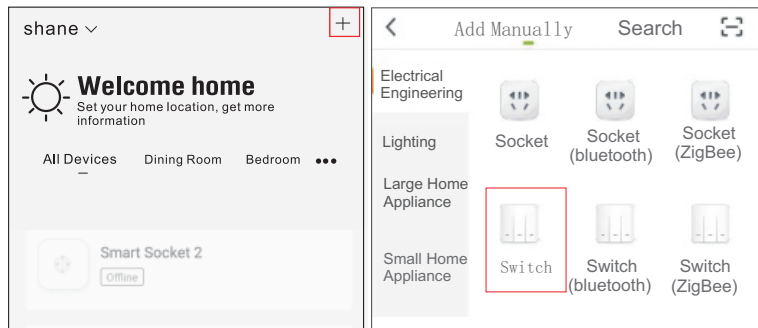 shane
Welcome home
Set your home location, get more
information
All Devices Dining Room Bedroom
Smart Socket 2
Offline
Add Manually Search
Electrical
Engineering
Lighting
Large Home
Appliance
Small Home
Appliance
Socket Socket
(bluetooth) Socket
(ZigBee)
Switch Switch
(bluetooth) Switch
(ZigBee)